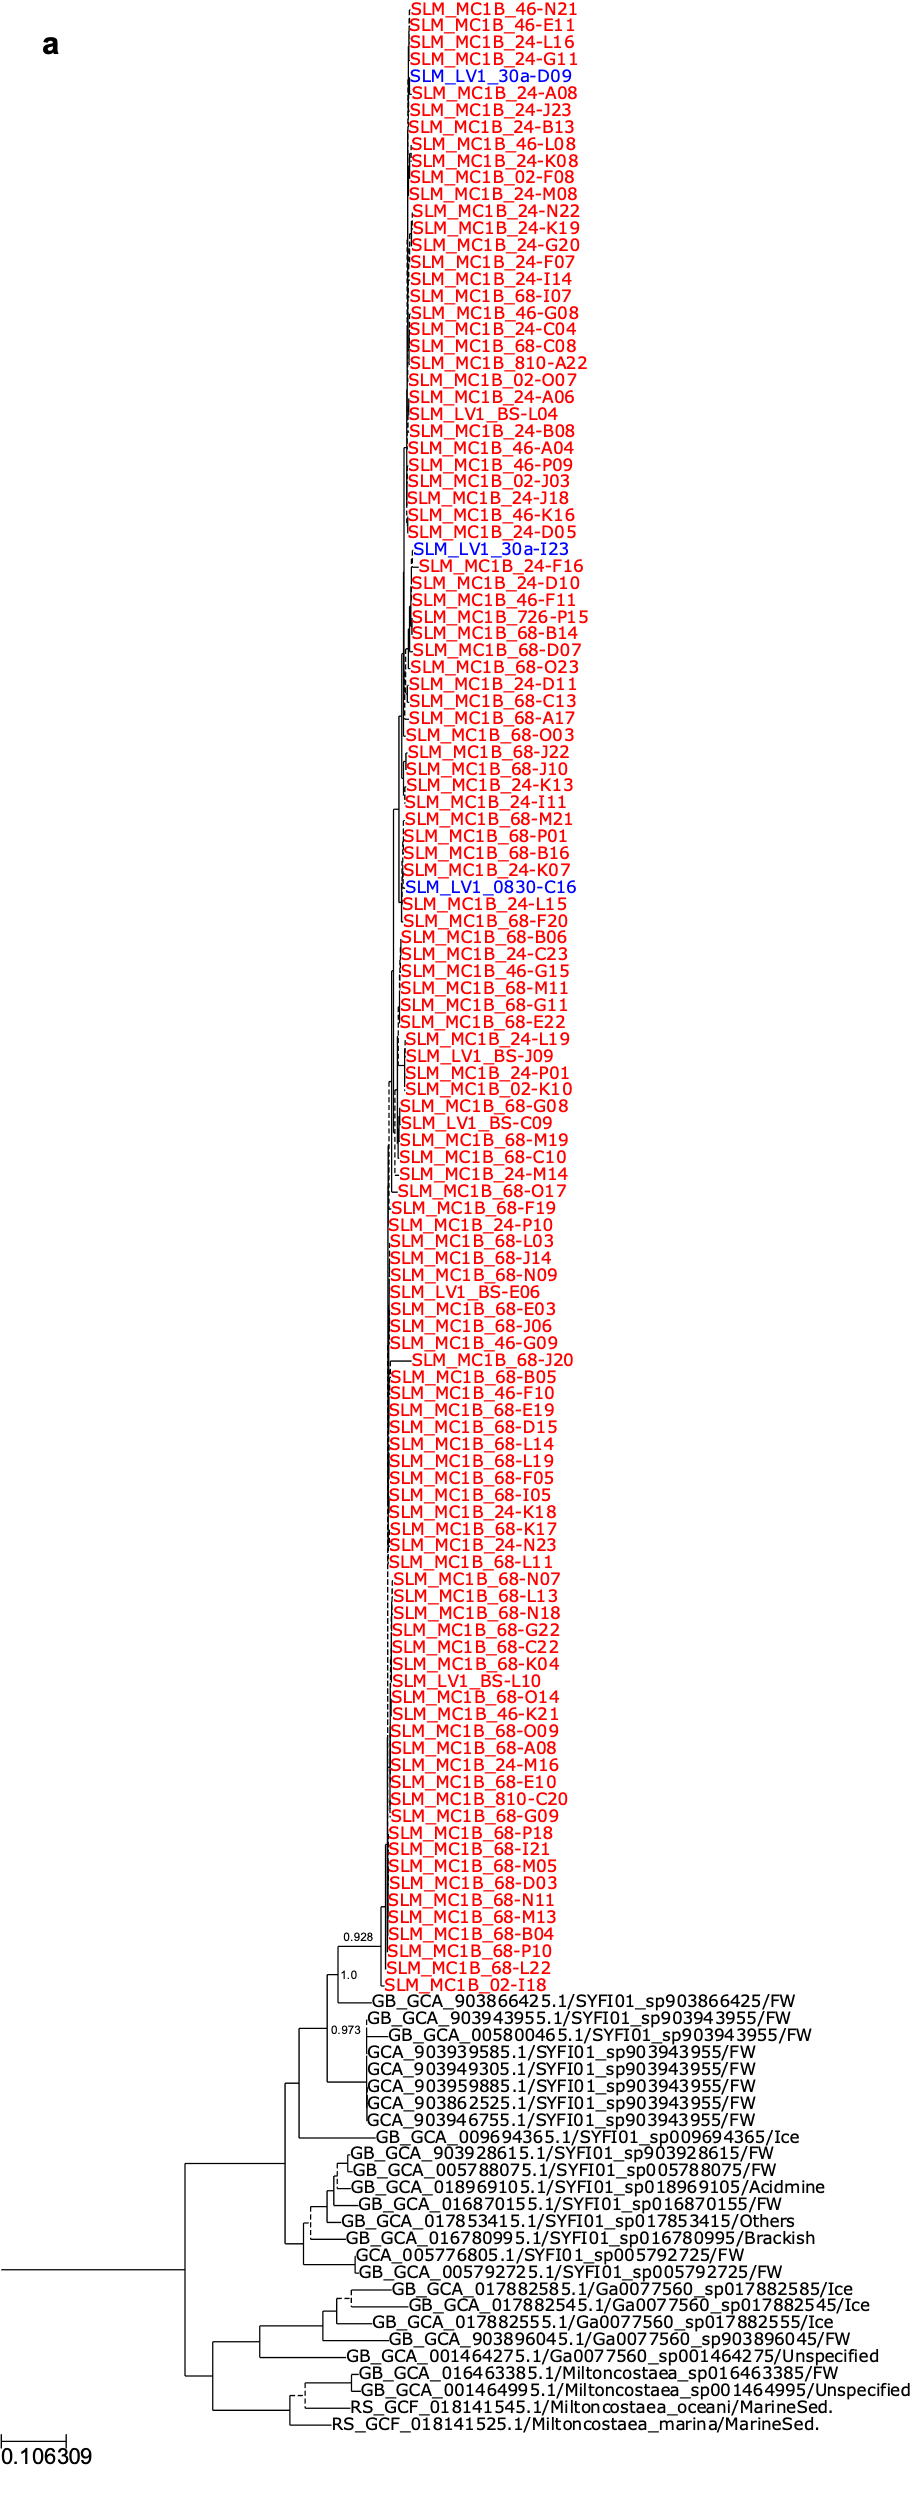 a
SLM_MC1B_46-N21
SLM_MC1B_46-E11
SLM_MC1B_24-L16
SLM_MC1B_24-G11
SLM_LV1_30a-D09
SLM_MC1B_24-A08
SLM_MC1B_24-J23
SLM_MC1B_24-B13
SLM_MC1B_46-L08
SLM_MC1B_24-K08
SLM_MC1B_02-F08
SLM_MC1B_24-M08
SLM_MC1B_24-N22
SLM_MC1B_24-K19
SLM_MC1B_24-G20
SLM_MC1B_24-F07
SLM_MC1B_24-I14
SLM_MC1B_68-I07
SLM_MC1B_46-G08
SLM_MC1B_24-C04
SLM_MC1B_68-C08
SLM_MC1B_810-A22
SLM_MC1B_02-O07
SLM_MC1B_24-A06
SLM_LV1_BS-L04
SLM_MC1B_24-B08
SLM_MC1B_46-A04
SLM_MC1B_46-P09
SLM_MC1B_02-J03
SLM_MC1B_24-J18
SLM_MC1B_46-K16
SLM_MC1B_24-D05
SLM_LV1_30a-I23
SLM_MC1B_24-F16
SLM_MC1B_24-D10
SLM_MC1B_46-F11
SLM_MC1B_726-P15
SLM_MC1B_68-B14
SLM_MC1B_68-D07
SLM_MC1B_68-O23
SLM_MC1B_24-D11
SLM_MC1B_68-C13
SLM_MC1B_68-A17
SLM_MC1B_68-O03
SLM_MC1B_68-J22
SLM_MC1B_68-J10
SLM_MC1B_24-K13
SLM_MC1B_24-I11
SLM_MC1B_68-M21
SLM_MC1B_68-P01
SLM_MC1B_68-B16
SLM_MC1B_24-K07
SLM_LV1_0830-C16
SLM_MC1B_24-L15
SLM_MC1B_68-F20
SLM_MC1B_68-B06
SLM_MC1B_24-C23
SLM_MC1B_46-G15
SLM_MC1B_68-M11
SLM_MC1B_68-G11
SLM_MC1B_68-E22
SLM_MC1B_24-L19
SLM_LV1_BS-J09
SLM_MC1B_24-P01
SLM_MC1B_02-K10
SLM_MC1B_68-G08
SLM_LV1_BS-C09
SLM_MC1B_68-M19
SLM_MC1B_68-C10
SLM_MC1B_24-M14
SLM_MC1B_68-O17
SLM_MC1B_68-F19
SLM_MC1B_24-P10
SLM_MC1B_68-L03
SLM_MC1B_68-J14
SLM_MC1B_68-N09
SLM_LV1_BS-E06
SLM_MC1B_68-E03
SLM_MC1B_68-J06
SLM_MC1B_46-G09
SLM_MC1B_68-J20
SLM_MC1B_68-B05
SLM_MC1B_46-F10
SLM_MC1B_68-E19
SLM_MC1B_68-D15
SLM_MC1B_68-L14
SLM_MC1B_68-L19
SLM_MC1B_68-F05
SLM_MC1B_68-I05
SLM_MC1B_24-K18
SLM_MC1B_68-K17
SLM_MC1B_24-N23
SLM_MC1B_68-L11
SLM_MC1B_68-N07
SLM_MC1B_68-L13
SLM_MC1B_68-N18
SLM_MC1B_68-G22
SLM_MC1B_68-C22
SLM_MC1B_68-K04
SLM_LV1_BS-L10
SLM_MC1B_68-O14
SLM_MC1B_46-K21
SLM_MC1B_68-O09
SLM_MC1B_68-A08
SLM_MC1B_24-M16
SLM_MC1B_68-E10
SLM_MC1B_810-C20
SLM_MC1B_68-G09
SLM_MC1B_68-P18
SLM_MC1B_68-I21
SLM_MC1B_68-M05
SLM_MC1B_68-D03
SLM_MC1B_68-N11
SLM_MC1B_68-M13
SLM_MC1B_68-B04
0.928
SLM_MC1B_68-P10
SLM_MC1B_68-L22
1.0
SLM_MC1B_02-I18
GB_GCA_903866425.1/SYFI01_sp903866425/FW
GB_GCA_903943955.1/SYFI01_sp903943955/FW
0.973
GB_GCA_005800465.1/SYFI01_sp903943955/FW
GCA_903939585.1/SYFI01_sp903943955/FW
GCA_903949305.1/SYFI01_sp903943955/FW
GCA_903959885.1/SYFI01_sp903943955/FW
GCA_903862525.1/SYFI01_sp903943955/FW
GCA_903946755.1/SYFI01_sp903943955/FW
GB_GCA_009694365.1/SYFI01_sp009694365/Ice
GB_GCA_903928615.1/SYFI01_sp903928615/FW
GB_GCA_005788075.1/SYFI01_sp005788075/FW
GB_GCA_018969105.1/SYFI01_sp018969105/Acidmine
GB_GCA_016870155.1/SYFI01_sp016870155/FW
GB_GCA_017853415.1/SYFI01_sp017853415/Others
GB_GCA_016780995.1/SYFI01_sp016780995/Brackish
GCA_005776805.1/SYFI01_sp005792725/FW
GB_GCA_005792725.1/SYFI01_sp005792725/FW
GB_GCA_017882585.1/Ga0077560_sp017882585/Ice
GB_GCA_017882545.1/Ga0077560_sp017882545/Ice
GB_GCA_017882555.1/Ga0077560_sp017882555/Ice
GB_GCA_903896045.1/Ga0077560_sp903896045/FW
GB_GCA_001464275.1/Ga0077560_sp001464275/Unspecified
GB_GCA_016463385.1/Miltoncostaea_sp016463385/FW
GB_GCA_001464995.1/Miltoncostaea_sp001464995/Unspecified
RS_GCF_018141545.1/Miltoncostaea_oceani/MarineSed.
RS_GCF_018141525.1/Miltoncostaea_marina/MarineSed.
0.106309